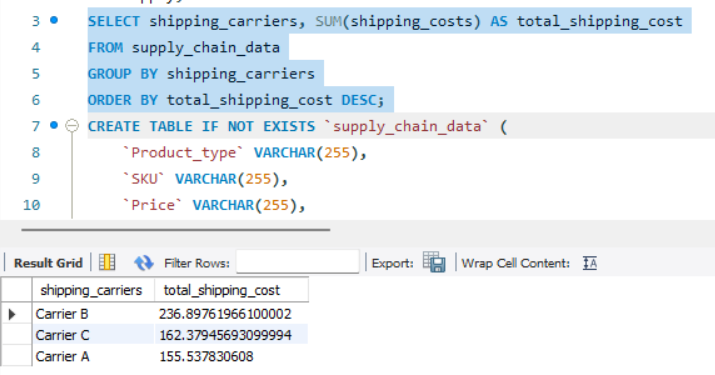 3 SELECT shipping_carriers, SUM(shipping_costs) AS total_shipping_cost
4 FROM supply_chain_data
5 GROUP BY shipping_carriers
6 ORDER BY total_shipping_cost DESC;
7 CREATE TABLE IF NOT EXISTS `supply_chain_data` (
8 `Product_type` VARCHAR(255),
9 `SKU` VARCHAR(255),
10 `Price` VARCHAR(255),
Result Grid Filter Rows: Export: Wrap Cell Content: IA
shipping_carriers total_shipping_cost
Carrier B 236.89761966100002
Carrier C 162.37945693099994
Carrier A 155.537830608